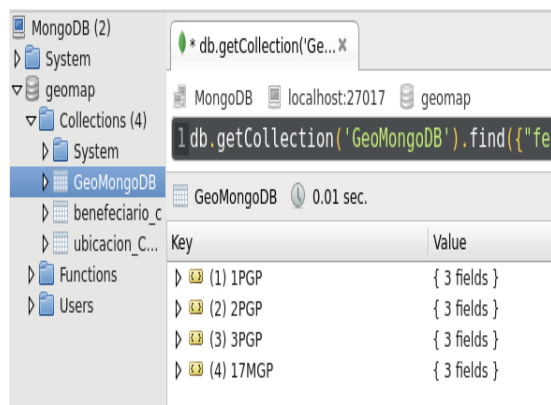 MongoDB (2)
System
geomap
Collections (4)
System
GeoMongoDB
benefeciario_c
ubicacion_C...
Functions
Users
* db.getCollection('Ge...
MongoDB localhost:27017 geomap
1 db.getCollection('GeoMongoDB').find({"fe
GeoMongoDB 0.01 sec.
Key Value
(1) 1PGP { 3 fields }
(2) 2PGP { 3 fields }
(3) 3PGP { 3 fields }
(4) 17MGP { 3 fields }